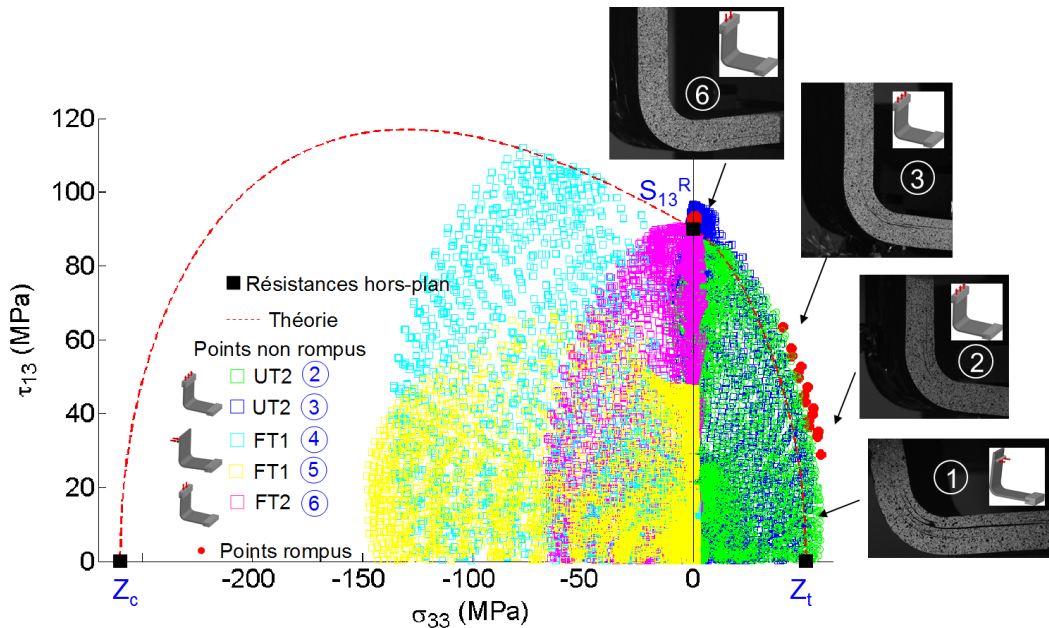 6
3
2
1
120
100
80
60
40
20
0
τ13 (MPa)
S13^R
Résistances hors-plan
Théorie
Points non rompus
UT2 2
UT2 3
FT1 4
FT1 5
FT2 6
Points rompus
-200 -150 -100 -50 0
Zc σ33 (MPa) Zt